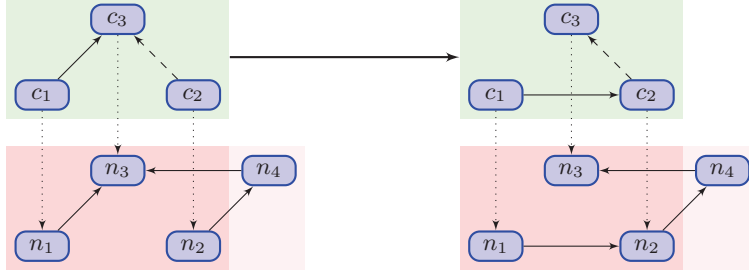 c₃ c₃
c₁ c₂ c₁ c₂
n₃ n₄ n₃ n₄
n₁ n₂ n₁ n₂